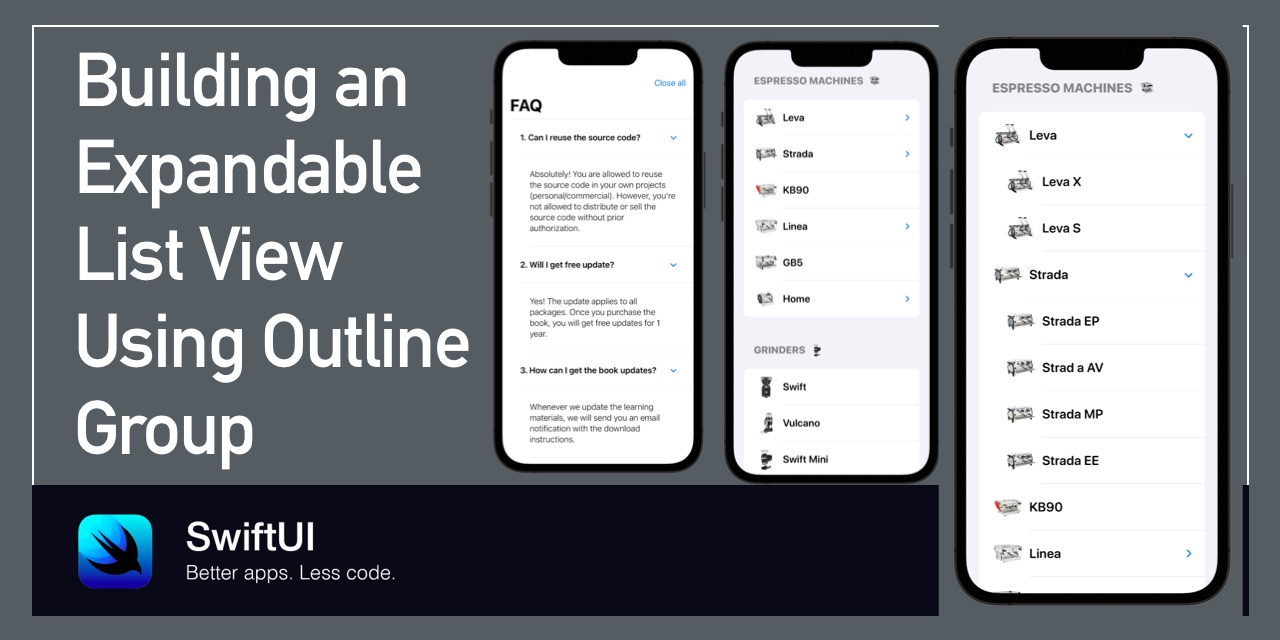 Building an
Expandable
List View
Using Outline
Group
SwiftUI
Better apps. Less code.
Close all
FAQ
1. Can I reuse the source code?
Absolutely! You are allowed to reuse
the source code in your own projects
(personal/commercial). However, you're
not allowed to distribute or sell the
source code without prior
authorization.
2. Will I get free update?
Yes! The update applies to all
packages. Once you purchase the
book, you will get free updates for 1
year.
3. How can I get the book updates?
Whenever we update the learning
materials, we will send you an email
notification with the download
instructions.
ESPRESSO MACHINES
Leva
Strada
KB90
Linea
GB5
Home
GRINDERS
Swift
Vulcano
Swift Mini
ESPRESSO MACHINES
Leva
Leva X
Leva S
Strada
Strada EP
Strad a AV
Strada MP
Strada EE
KB90
Linea